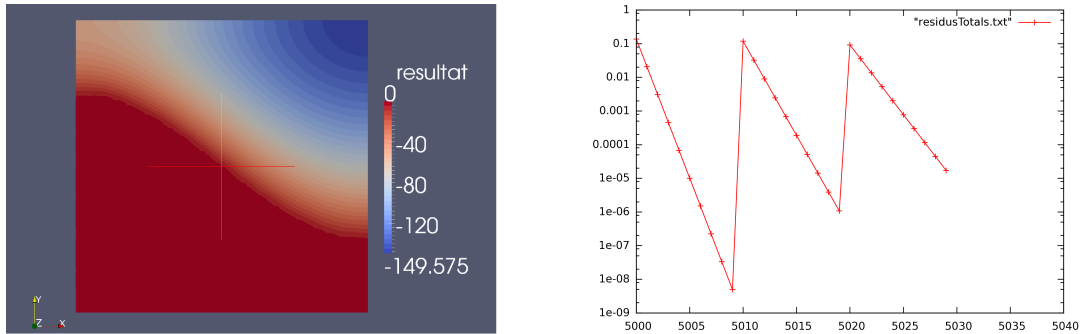 resultat
0
-40
-80
-120
-149.575
Y
Z X
"residusTotals.txt"
1
0.1
0.01
0.001
0.0001
1e-05
1e-06
1e-07
1e-08
1e-09
5000 5005 5010 5015 5020 5025 5030 5035 5040